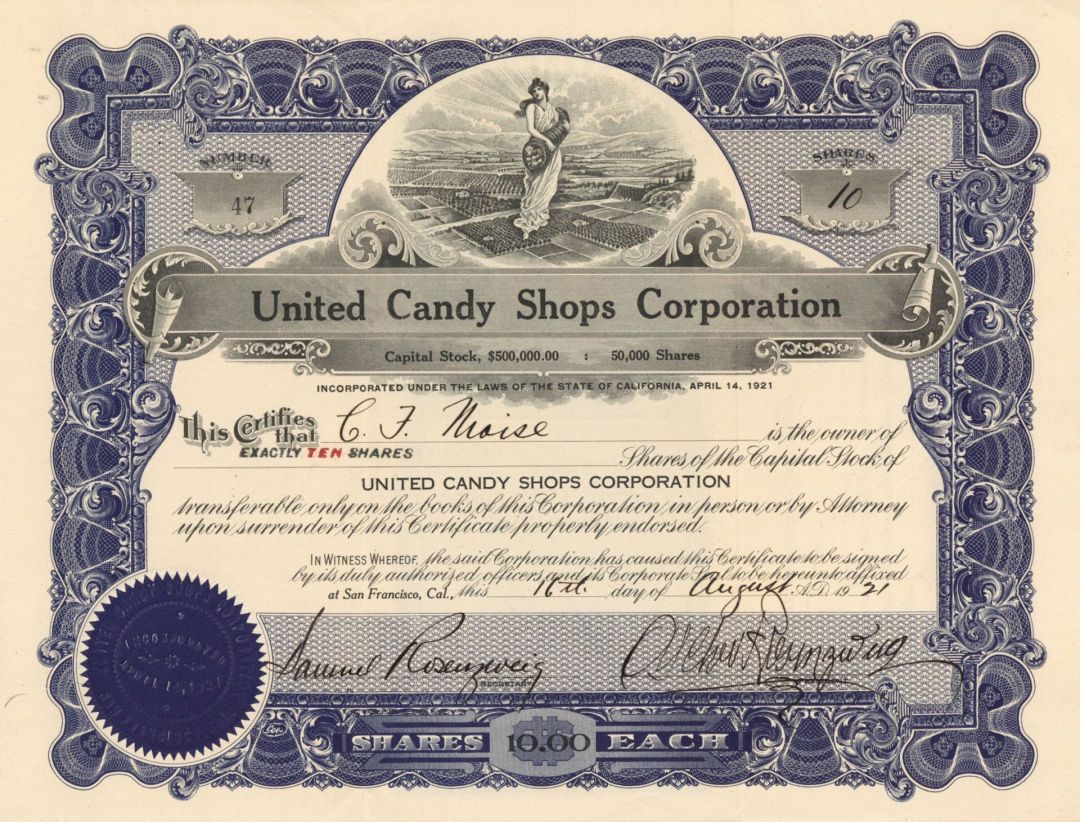 NUMBER
47
SHARES
10
United Candy Shops Corporation
Capital Stock, $500,000.00 : 50,000 Shares
INCORPORATED UNDER THE LAWS OF THE STATE OF CALIFORNIA, APRIL 14, 1921
This Certifies that C. F. Moise is the owner of
EXACTLY TEN SHARES Shares of the Capital Stock of
UNITED CANDY SHOPS CORPORATION
transferable only on the books of this Corporation in person or by Attorney
upon surrender of this Certificate properly endorsed.
IN WITNESS WHEREOF, the said Corporation has caused this Certificate to be signed
by its duly authorized officers and its Corporate Seal to be hereunto affixed
at San Francisco, Cal., this 16th. day of August A.D. 1921
INCORPORATED
APRIL 14, 1921
Samuel Rosenzweig
SECRETARY
SHARES 10.00 EACH